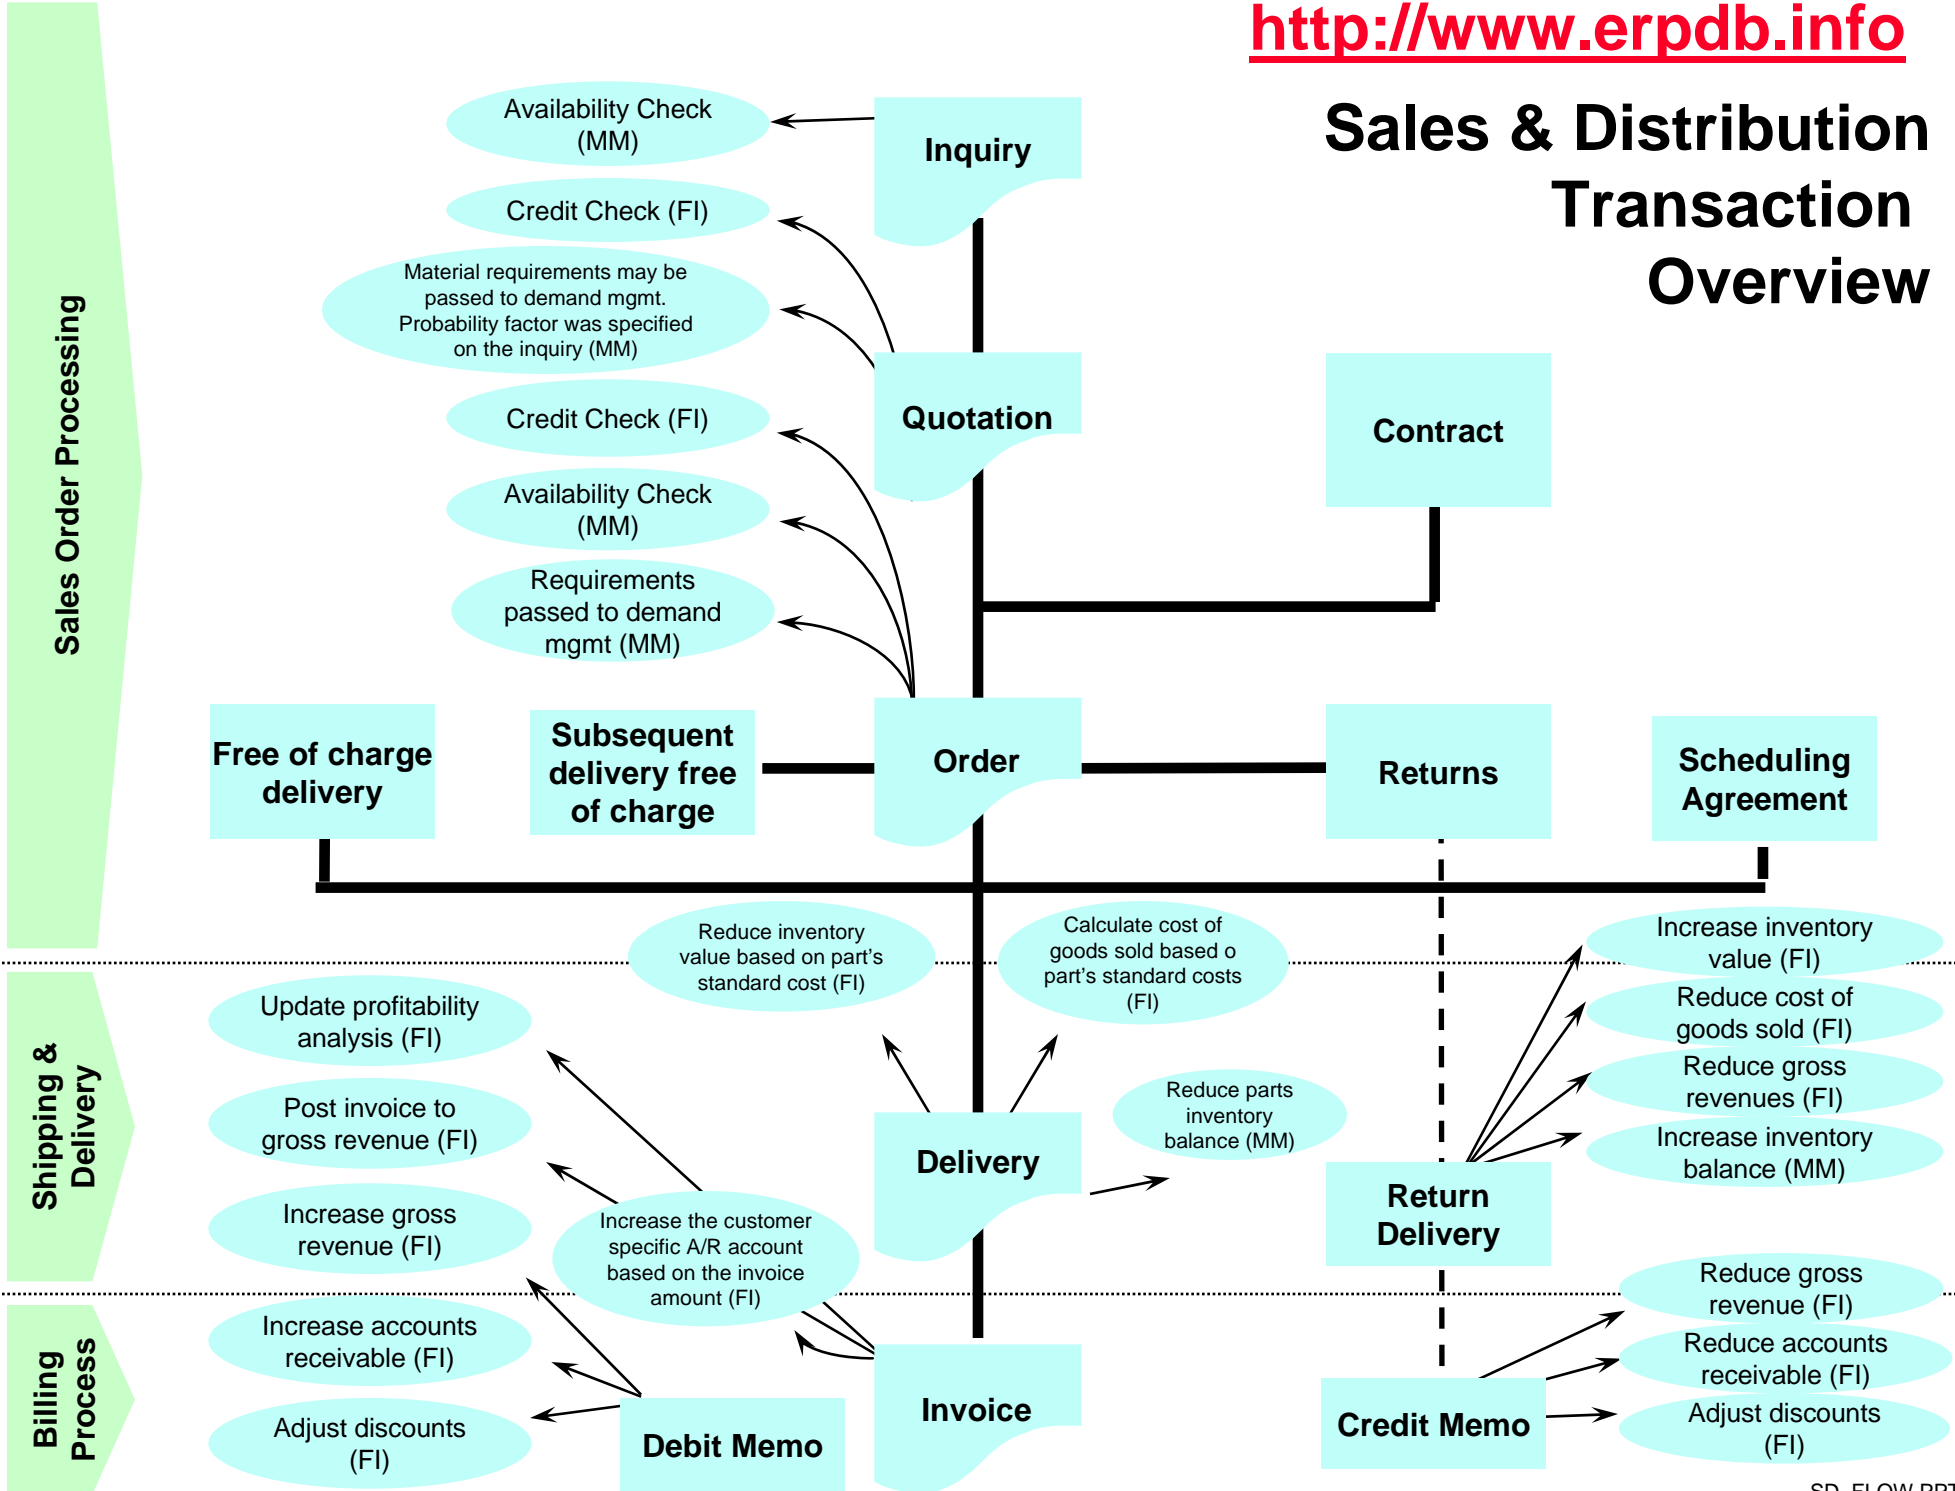 http://www.erpdb.info
Sales & Distribution
Transaction
Overview
Sales Order Processing
Availability Check
(MM)
Inquiry
Credit Check (FI)
Material requirements may be
passed to demand mgmt.
Probability factor was specified
on the inquiry (MM)
Credit Check (FI)
Quotation
Contract
Availability Check
(MM)
Requirements
passed to demand
mgmt (MM)
Free of charge
delivery
Subsequent
delivery free
of charge
Order
Returns
Scheduling
Agreement
Shipping &
Delivery
Reduce inventory
value based on part's
standard cost (FI)
Calculate cost of
goods sold based o
part's standard costs
(FI)
Increase inventory
value (FI)
Reduce cost of
goods sold (FI)
Reduce gross
revenues (FI)
Increase inventory
balance (MM)
Update profitability
analysis (FI)
Post invoice to
gross revenue (FI)
Increase gross
revenue (FI)
Increase the customer
specific A/R account
based on the invoice
amount (FI)
Delivery
Reduce parts
inventory
balance (MM)
Return
Delivery
Billing
Process
Increase accounts
receivable (FI)
Adjust discounts
(FI)
Debit Memo
Invoice
Credit Memo
Reduce gross
revenue (FI)
Reduce accounts
receivable (FI)
Adjust discounts
(FI)